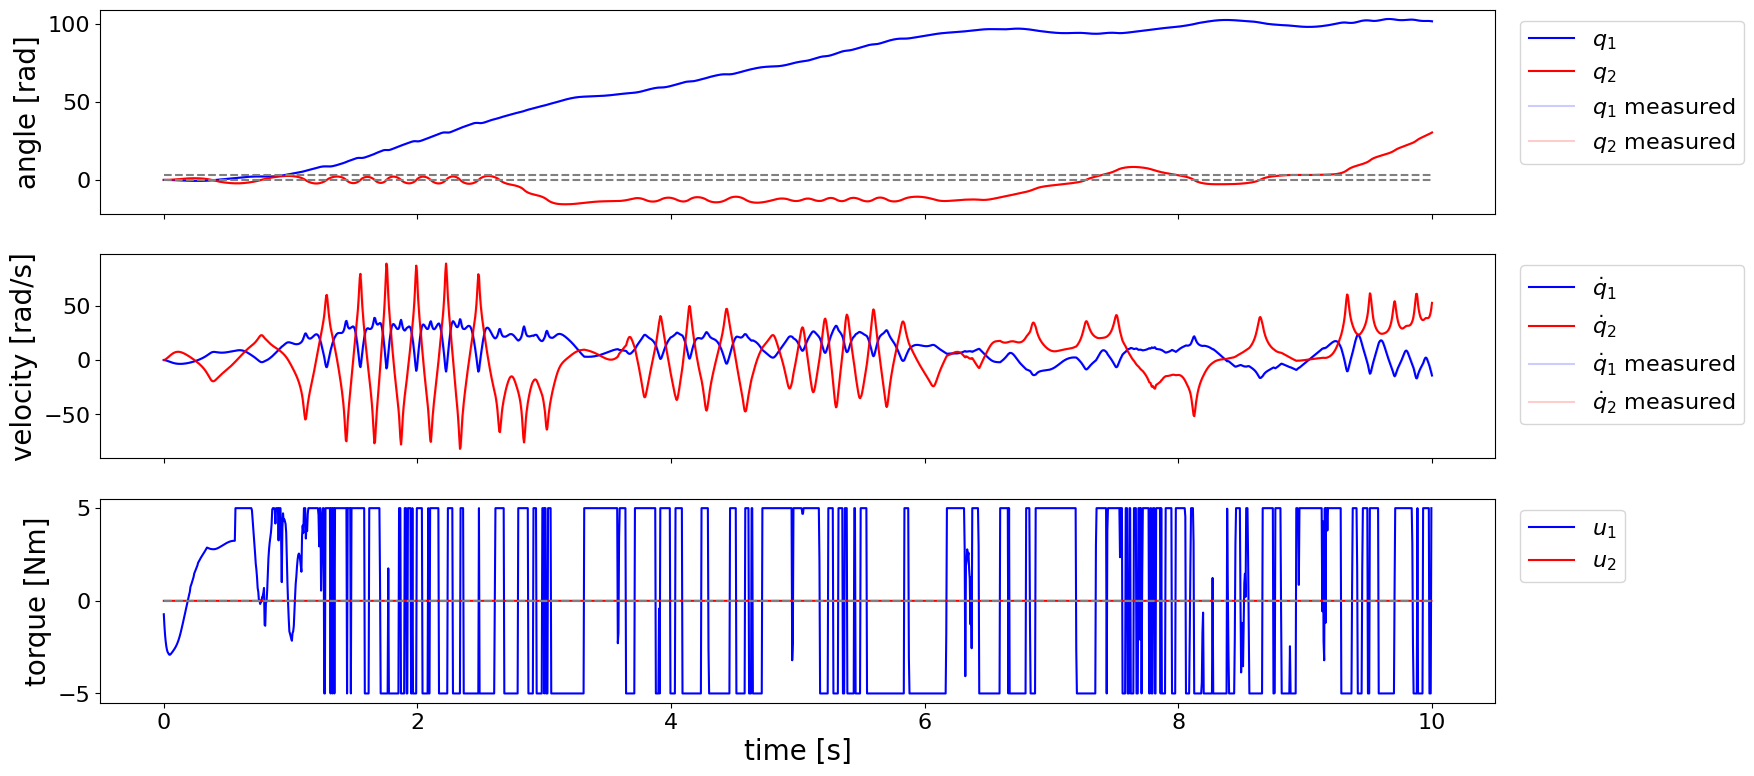 angle [rad]
100
50
0
q₁
q₂
q₁ measured
q₂ measured
velocity [rad/s]
50
0
−50
q̇₁
q̇₂
q̇₁ measured
q̇₂ measured
torque [Nm]
5
0
−5
u₁
u₂
0 2 4 6 8 10
time [s]